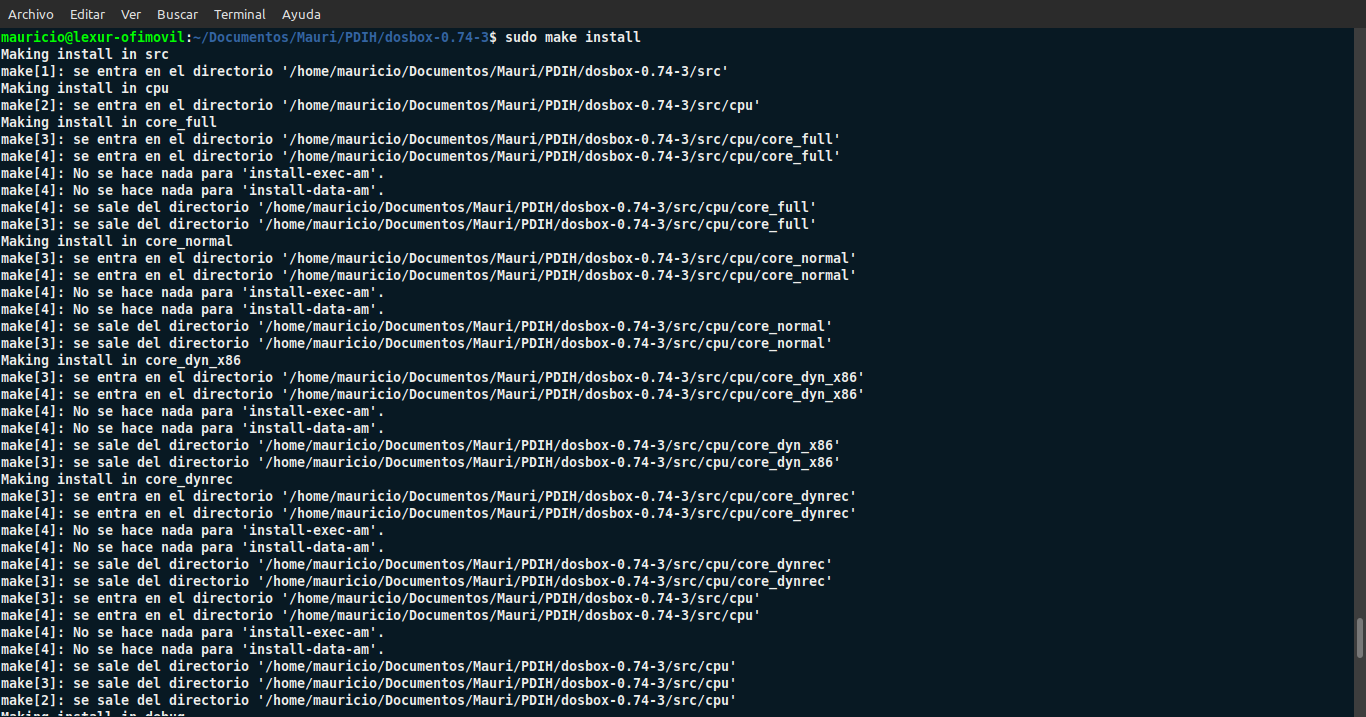 Archivo Editar Ver Buscar Terminal Ayuda
mauricio@lexur-ofimovil:~/Documentos/Mauri/PDIH/dosbox-0.74-3$ sudo make install
Making install in src
make[1]: se entra en el directorio '/home/mauricio/Documentos/Mauri/PDIH/dosbox-0.74-3/src'
Making install in cpu
make[2]: se entra en el directorio '/home/mauricio/Documentos/Mauri/PDIH/dosbox-0.74-3/src/cpu'
Making install in core_full
make[3]: se entra en el directorio '/home/mauricio/Documentos/Mauri/PDIH/dosbox-0.74-3/src/cpu/core_full'
make[4]: se entra en el directorio '/home/mauricio/Documentos/Mauri/PDIH/dosbox-0.74-3/src/cpu/core_full'
make[4]: No se hace nada para 'install-exec-am'.
make[4]: No se hace nada para 'install-data-am'.
make[4]: se sale del directorio '/home/mauricio/Documentos/Mauri/PDIH/dosbox-0.74-3/src/cpu/core_full'
make[3]: se sale del directorio '/home/mauricio/Documentos/Mauri/PDIH/dosbox-0.74-3/src/cpu/core_full'
Making install in core_normal
make[3]: se entra en el directorio '/home/mauricio/Documentos/Mauri/PDIH/dosbox-0.74-3/src/cpu/core_normal'
make[4]: se entra en el directorio '/home/mauricio/Documentos/Mauri/PDIH/dosbox-0.74-3/src/cpu/core_normal'
make[4]: No se hace nada para 'install-exec-am'.
make[4]: No se hace nada para 'install-data-am'.
make[4]: se sale del directorio '/home/mauricio/Documentos/Mauri/PDIH/dosbox-0.74-3/src/cpu/core_normal'
make[3]: se sale del directorio '/home/mauricio/Documentos/Mauri/PDIH/dosbox-0.74-3/src/cpu/core_normal'
Making install in core_dyn_x86
make[3]: se entra en el directorio '/home/mauricio/Documentos/Mauri/PDIH/dosbox-0.74-3/src/cpu/core_dyn_x86'
make[4]: se entra en el directorio '/home/mauricio/Documentos/Mauri/PDIH/dosbox-0.74-3/src/cpu/core_dyn_x86'
make[4]: No se hace nada para 'install-exec-am'.
make[4]: No se hace nada para 'install-data-am'.
make[4]: se sale del directorio '/home/mauricio/Documentos/Mauri/PDIH/dosbox-0.74-3/src/cpu/core_dyn_x86'
make[3]: se sale del directorio '/home/mauricio/Documentos/Mauri/PDIH/dosbox-0.74-3/src/cpu/core_dyn_x86'
Making install in core_dynrec
make[3]: se entra en el directorio '/home/mauricio/Documentos/Mauri/PDIH/dosbox-0.74-3/src/cpu/core_dynrec'
make[4]: se entra en el directorio '/home/mauricio/Documentos/Mauri/PDIH/dosbox-0.74-3/src/cpu/core_dynrec'
make[4]: No se hace nada para 'install-exec-am'.
make[4]: No se hace nada para 'install-data-am'.
make[4]: se sale del directorio '/home/mauricio/Documentos/Mauri/PDIH/dosbox-0.74-3/src/cpu/core_dynrec'
make[3]: se sale del directorio '/home/mauricio/Documentos/Mauri/PDIH/dosbox-0.74-3/src/cpu/core_dynrec'
make[3]: se entra en el directorio '/home/mauricio/Documentos/Mauri/PDIH/dosbox-0.74-3/src/cpu'
make[4]: se entra en el directorio '/home/mauricio/Documentos/Mauri/PDIH/dosbox-0.74-3/src/cpu'
make[4]: No se hace nada para 'install-exec-am'.
make[4]: No se hace nada para 'install-data-am'.
make[4]: se sale del directorio '/home/mauricio/Documentos/Mauri/PDIH/dosbox-0.74-3/src/cpu'
make[3]: se sale del directorio '/home/mauricio/Documentos/Mauri/PDIH/dosbox-0.74-3/src/cpu'
make[2]: se sale del directorio '/home/mauricio/Documentos/Mauri/PDIH/dosbox-0.74-3/src/cpu'
Making install in debug